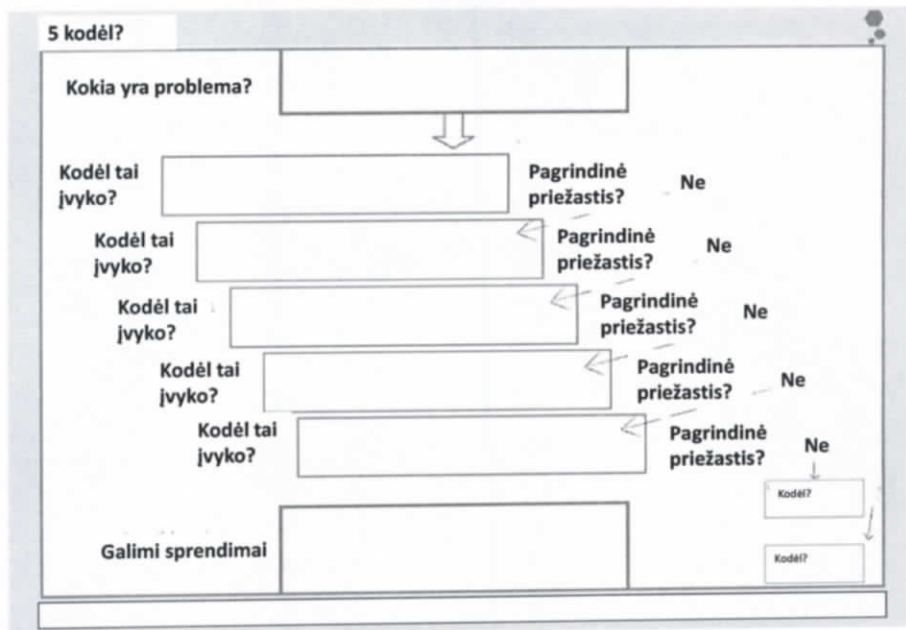 5 kodėl?
Kokia yra problema?
Kodėl tai
įvyko?
Pagrindinė
priežastis?
Ne
Kodėl tai
įvyko?
Pagrindinė
priežastis?
Ne
Kodėl tai
įvyko?
Pagrindinė
priežastis?
Ne
Kodėl tai
įvyko?
Pagrindinė
priežastis?
Ne
Kodėl tai
įvyko?
Pagrindinė
priežastis?
Ne
Kodėl?
Galimi sprendimai
Kodėl?